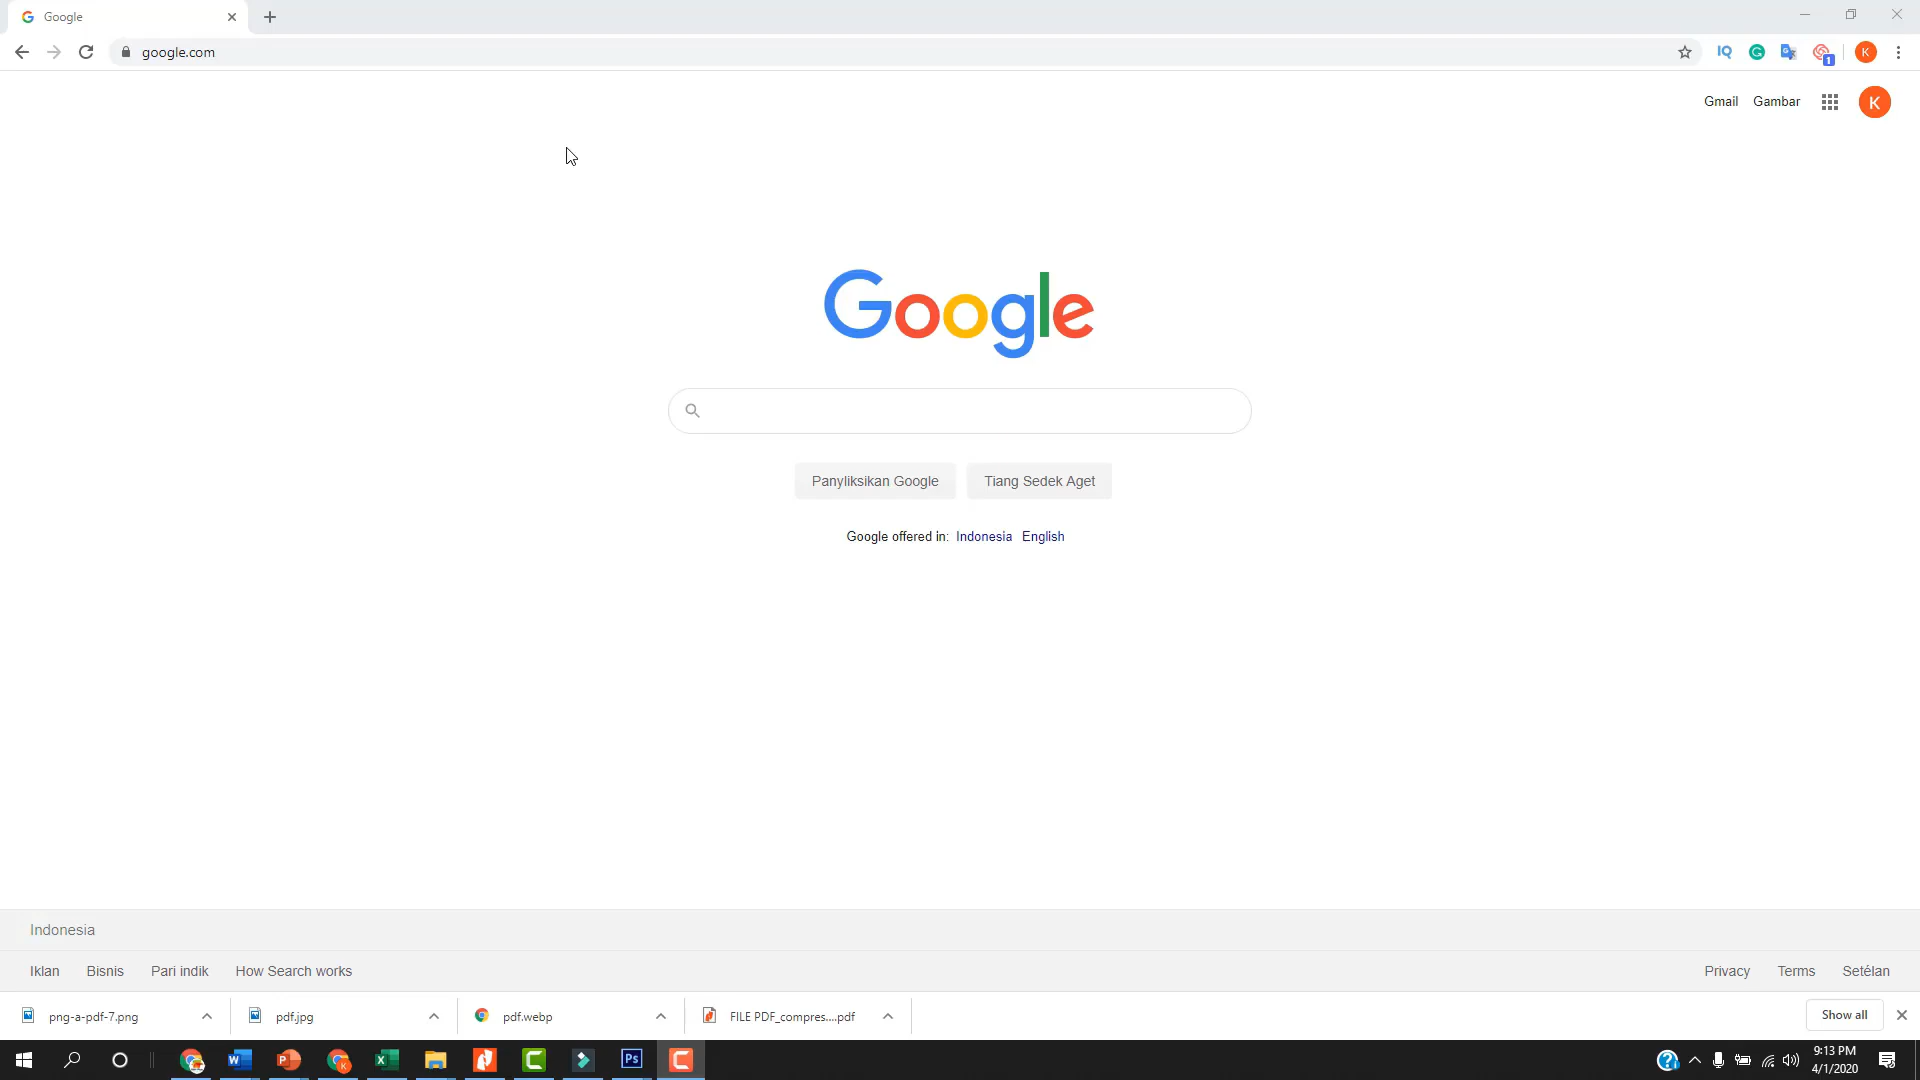 Google
google.com
IQ
1
K
Gmail Gambar
K
Google
Panyliksikan Google Tiang Sedek Aget
Google offered in: Indonesia English
Indonesia
Iklan Bisnis Pari indik How Search works Privacy Terms Setélan
png-a-pdf-7.png pdf.jpg pdf.webp FILE PDF_compres....pdf Show all
9:13 PM
4/1/2020